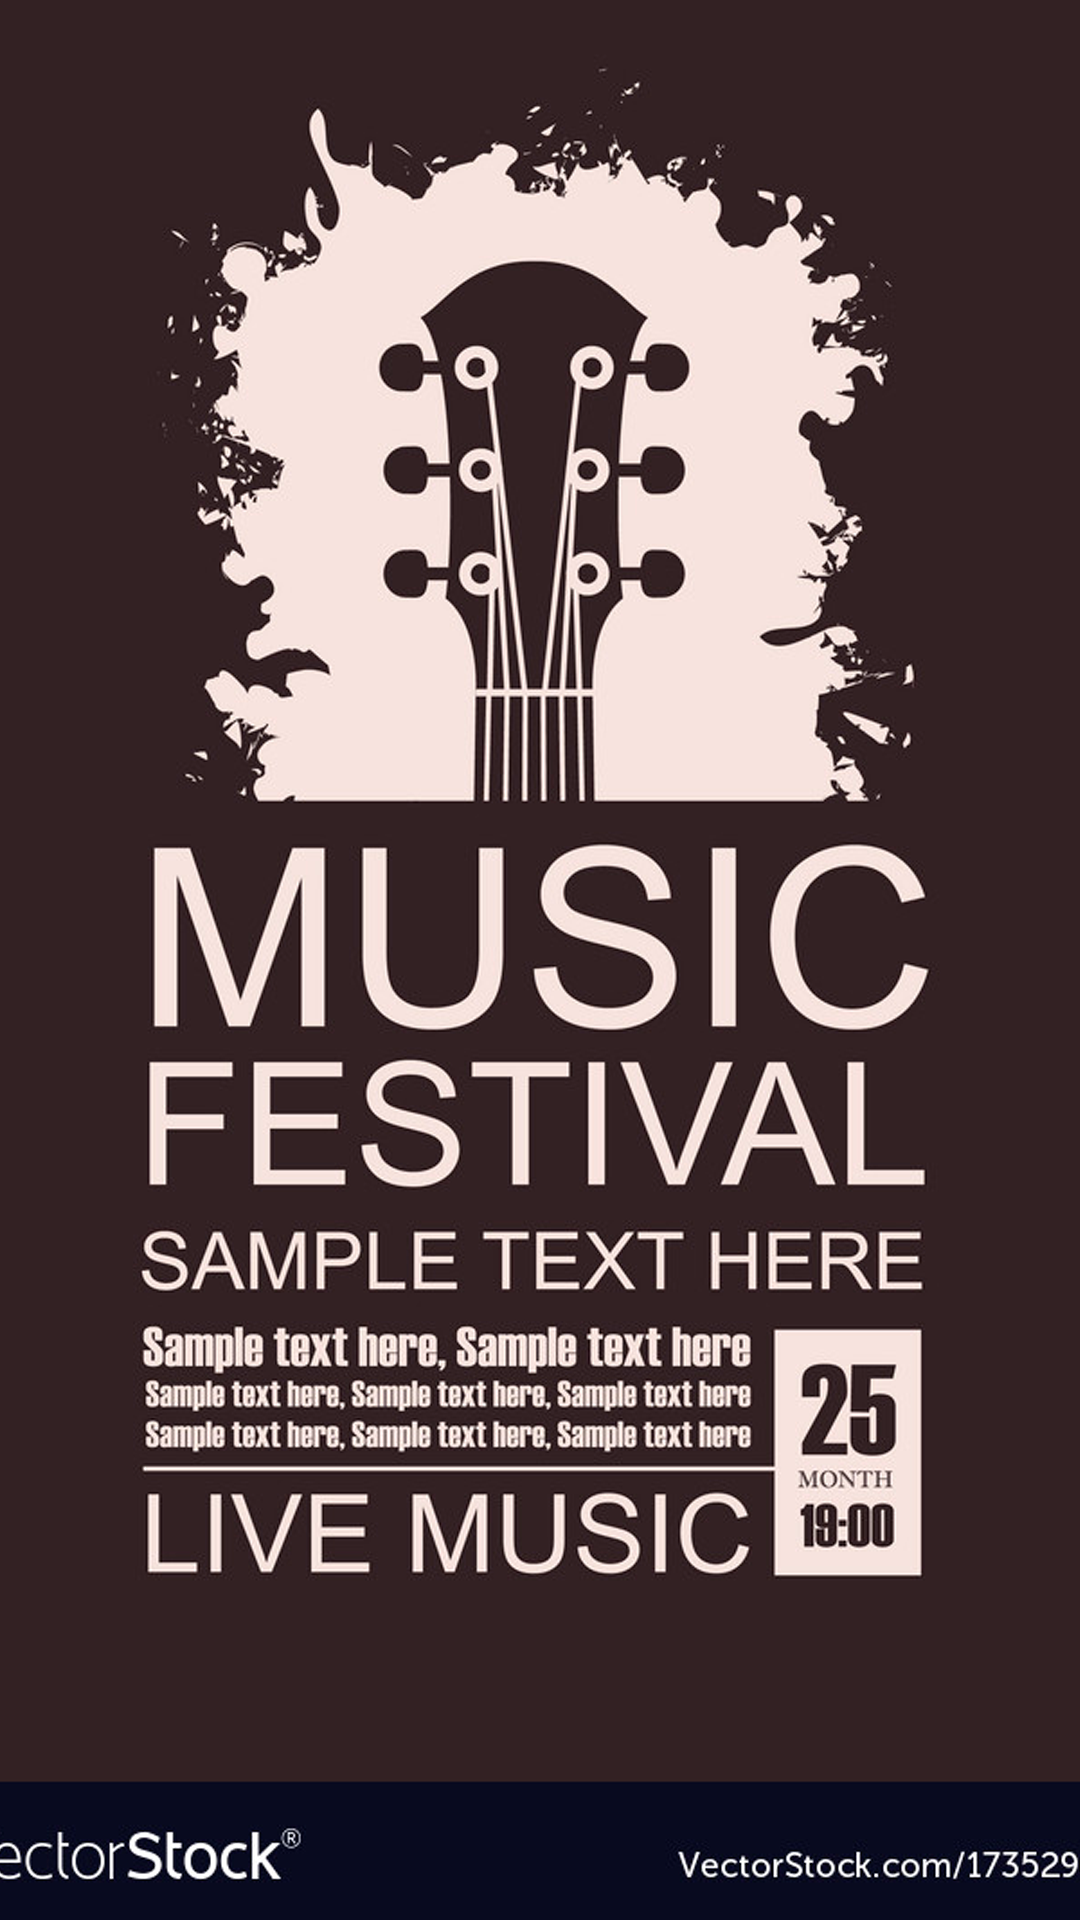 MUSIC
FESTIVAL
SAMPLE TEXT HERE
Sample text here, Sample text here
Sample text here, Sample text here, Sample text here
Sample text here, Sample text here, Sample text here
LIVE MUSIC
25
MONTH
19:00
ectorStock®
VectorStock.com/173529